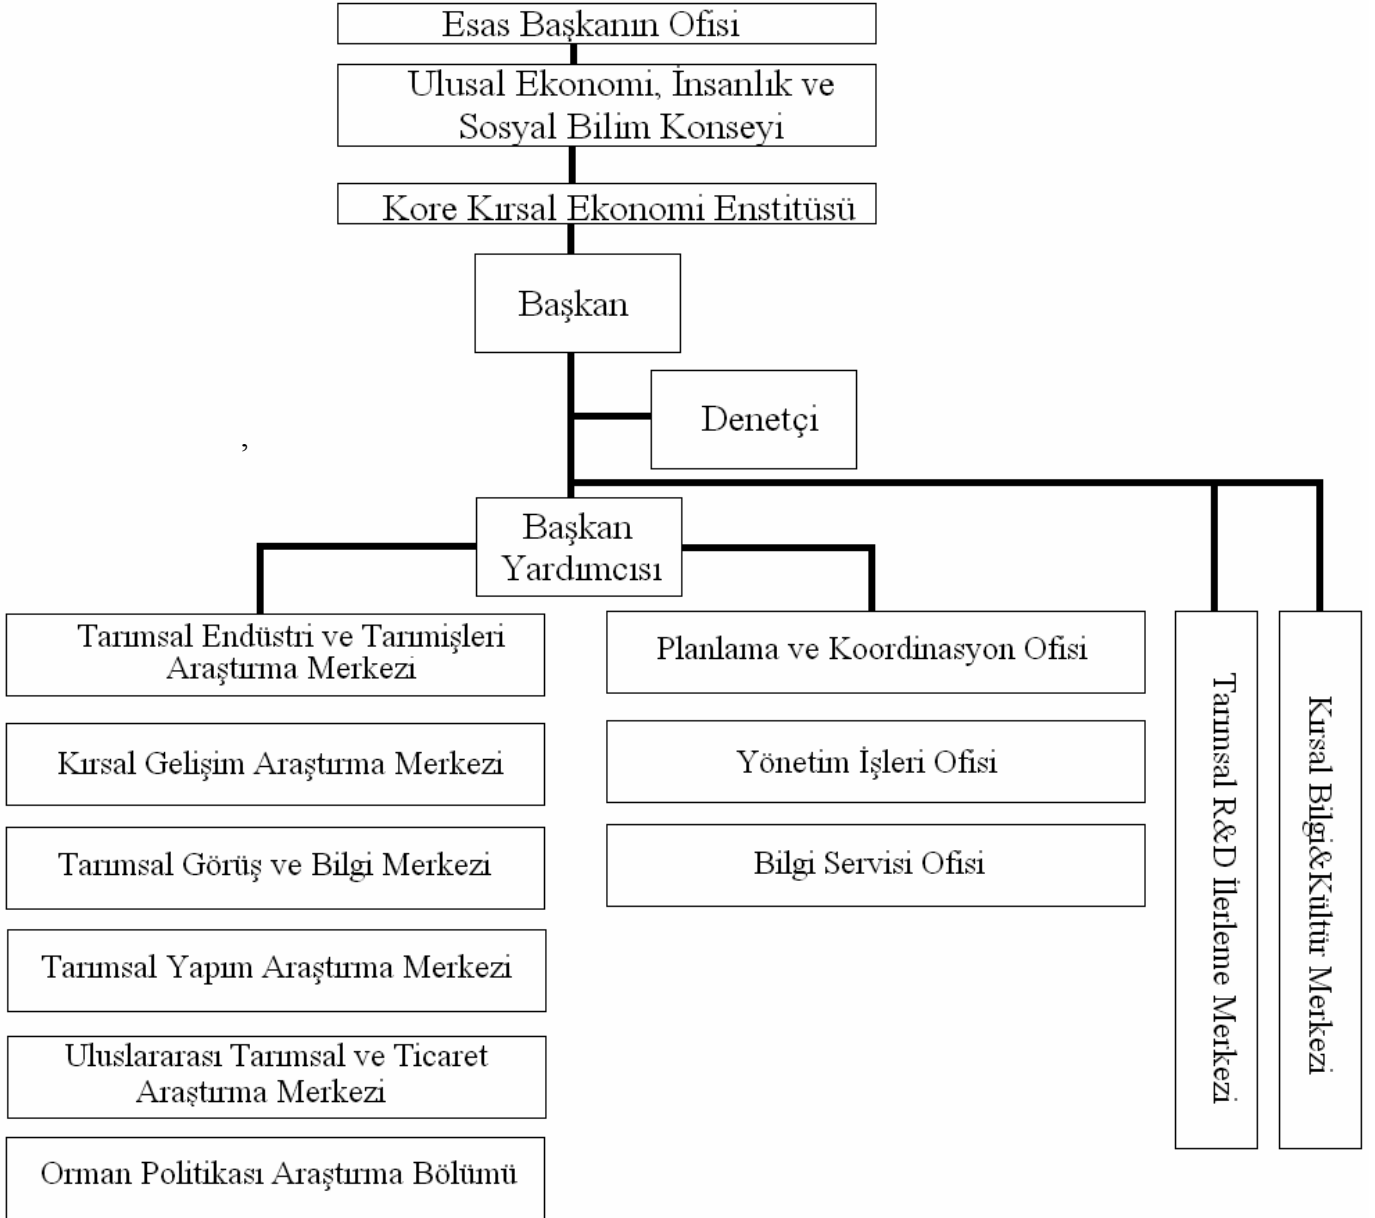 Esas Başkanın Ofisi
Ulusal Ekonomi, İnsanlık ve
Sosyal Bilim Konseyi
Kore Kırsal Ekonomi Enstitüsü
Başkan
Denetçi
,
Başkan
Yardımcısı
Tarımsal Endüstri ve Tarımişleri
Araştırma Merkezi
Kırsal Gelişim Araştırma Merkezi
Tarımsal Görüş ve Bilgi Merkezi
Tarımsal Yapım Araştırma Merkezi
Uluslararası Tarımsal ve Ticaret
Araştırma Merkezi
Orman Politikası Araştırma Bölümü
Planlama ve Koordinasyon Ofisi
Yönetim İşleri Ofisi
Bilgi Servisi Ofisi
Tarımsal R&D İlerleme Merkezi
Kırsal Bilgi&Kültür Merkezi